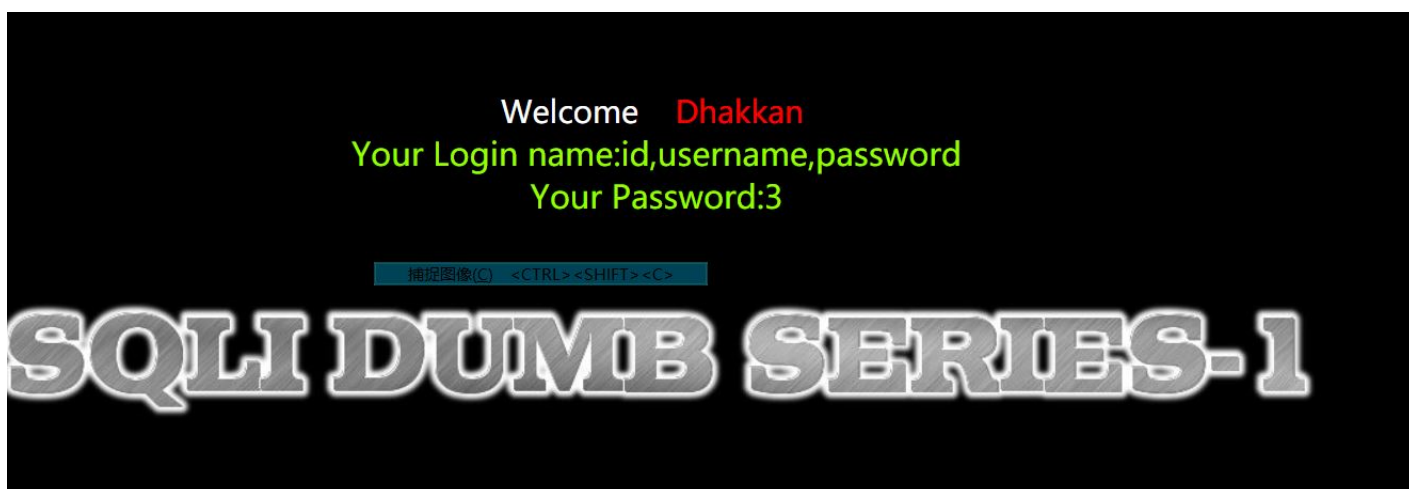 Welcome Dhakkan
Your Login name:id,username,password
Your Password:3
捕捉图像(C) <CTRL><SHIFT><C>
SQLI DUMB SERIES-1